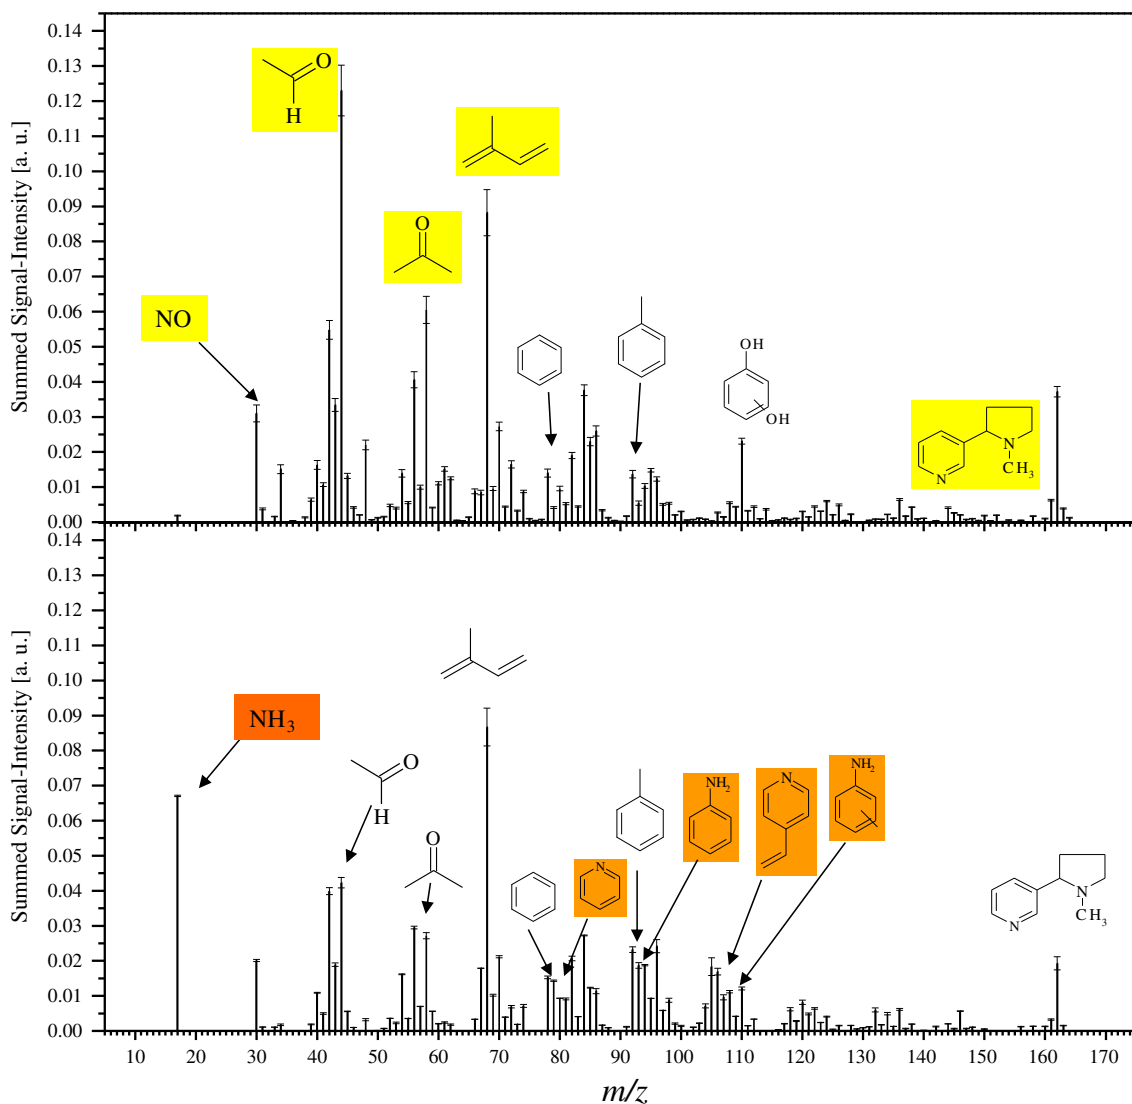 0.14
0.13
0.12
0.11
0.10
0.09
0.08
0.07
0.06
0.05
0.04
0.03
0.02
0.01
0.00
Summed Signal-Intensity [a. u.]
O
H
O
NO
OH
OH
N
N
CH3
0.14
0.13
0.12
0.11
0.10
0.09
0.08
0.07
0.06
0.05
0.04
0.03
0.02
0.01
0.00
Summed Signal-Intensity [a. u.]
NH3
O
H
O
N
NH2
N
NH2
N
N
CH3
10 20 30 40 50 60 70 80 90 100 110 120 130 140 150 160 170
m/z